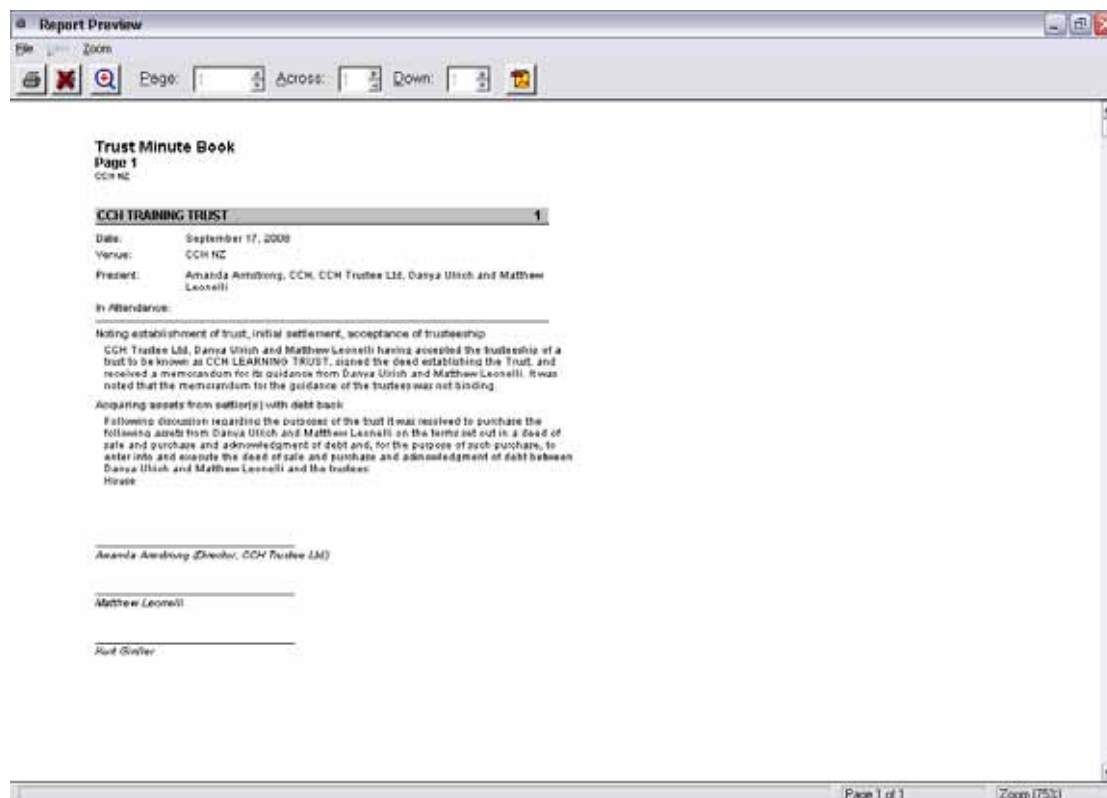 Report Preview
File Zoom
Page: Across: Down:
Trust Minute Book
Page 1
CCH NZ
CCH TRAINING TRUST 1
Date: September 17, 2008
Venue: CCH NZ
Present: Amanda Armstrong, CCH, CCH Trustee Ltd, Danya Ulrich and Matthew
Leonelli
In Attendance:
Noting establishment of trust, initial settlement, acceptance of trusteeship
CCH Trustee Ltd, Danya Ulrich and Matthew Leonelli having accepted the trusteeship of a
trust to be known as CCH LEARNING TRUST, signed the deed establishing the Trust, and
received a memorandum for its guidance from Danya Ulrich and Matthew Leonelli. It was
noted that the memorandum for the guidance of the trustees was not binding.
Acquiring assets from settlor(s) with debt back
Following discussion regarding the purposes of the trust it was resolved to purchase the
following assets from Danya Ulrich and Matthew Leonelli on the terms set out in a deed of
sale and purchase and acknowledgment of debt and, for the purpose of such purchase, to
enter into and execute the deed of sale and purchase and acknowledgment of debt between
Danya Ulrich and Matthew Leonelli and the trustees:
House
Amanda Armstrong (Director, CCH Trustee Ltd)
Matthew Leonelli
Page 1 of 1 Zoom (75%)